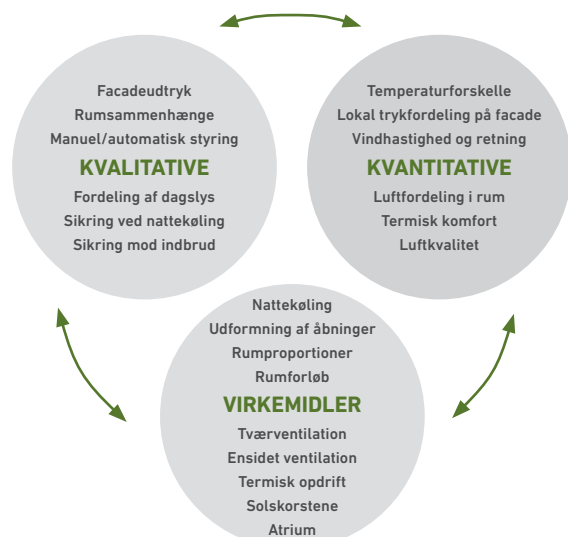 Facadeudtryk
Rumsammenhænge
Manuel/automatisk styring
KVALITATIVE
Fordeling af dagslys
Sikring ved nattekøling
Sikring mod indbrud
Temperaturforskelle
Lokal trykfordeling på facade
Vindhastighed og retning
KVANTITATIVE
Luftfordeling i rum
Termisk komfort
Luftkvalitet
Nattekøling
Udformning af åbninger
Rumproportioner
Rumforløb
VIRKEMIDLER
Tværventilation
Ensidet ventilation
Termisk opdrift
Solskorstene
Atrium